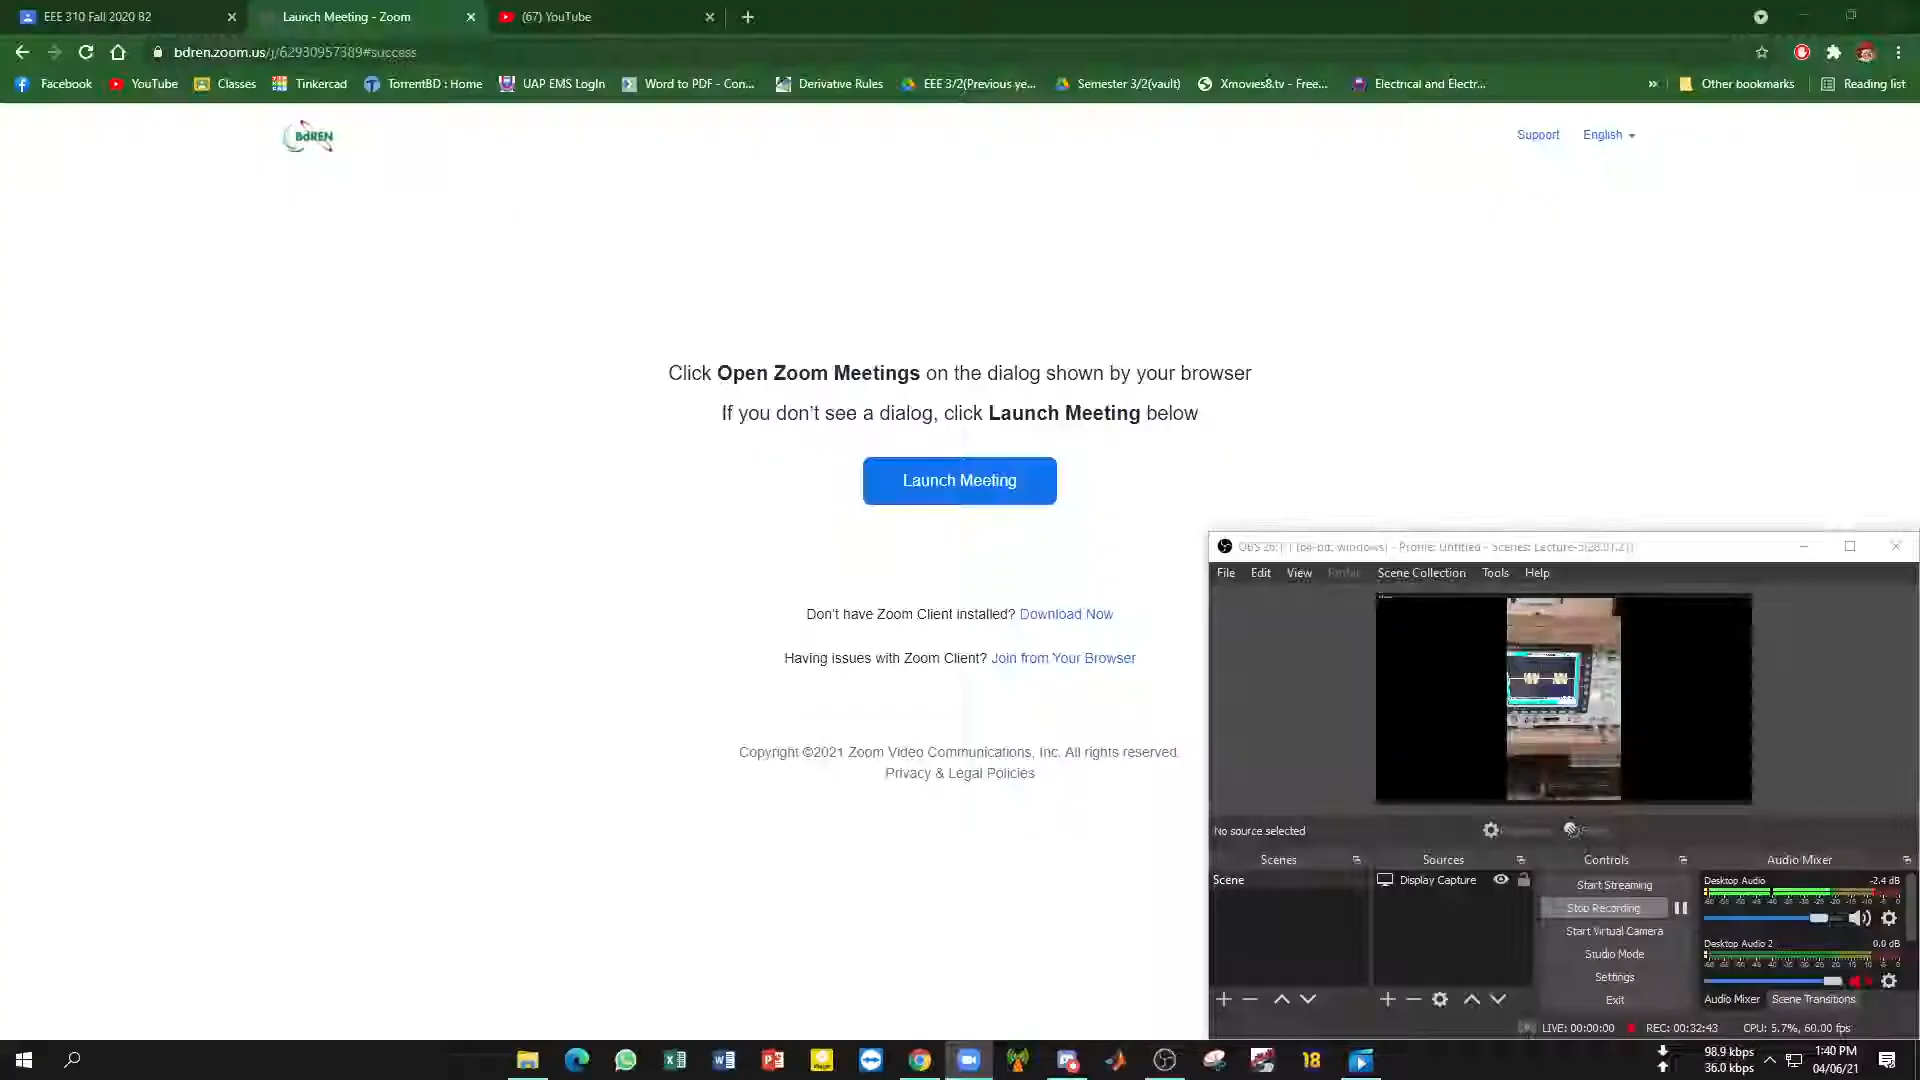 EEE 310 Fall 2020 B2
Launch Meeting - Zoom
(67) YouTube
bdren.zoom.us/j/62930957389#success
Facebook
YouTube
Classes
Tinkercad
TorrentBD : Home
UAP EMS LogIn
Word to PDF - Con...
Derivative Rules
EEE 3/2(Previous ye...
Semester 3/2(vault)
Xmovies8.tv - Free...
Electrical and Electr...
»
Other bookmarks
Reading list
BdREN
Support
English
Click Open Zoom Meetings on the dialog shown by your browser
If you don’t see a dialog, click Launch Meeting below
Launch Meeting
Don’t have Zoom Client installed? Download Now
Having issues with Zoom Client? Join from Your Browser
Copyright ©2021 Zoom Video Communications, Inc. All rights reserved.
Privacy & Legal Policies
Profile: Untitled - Scenes:
File Edit View Scene Collection Tools Help
No source selected
Scenes
Scene
Sources
Display Capture
Controls
Start Streaming
Stop Recording
Start Virtual Camera
Studio Mode
Settings
Exit
Audio Mixer
Desktop Audio -2.4 dB
Desktop Audio 2 0.0 dB
Audio Mixer Scene Transitions
LIVE: 00:00:00 REC: 00:32:43 CPU: 5.7%, 60.00 fps
18
98.9 kbps
36.0 kbps
1:40 PM
04/06/21